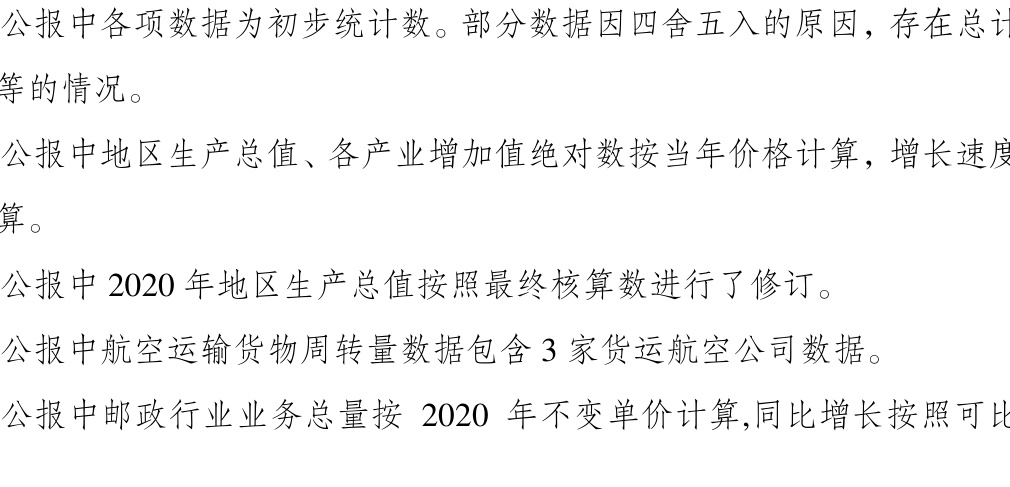 公报中各项数据为初步统计数。部分数据因四舍五入的原因，存在总计
等的情况。
公报中地区生产总值、各产业增加值绝对数按当年价格计算，增长速度
算。
公报中 2020 年地区生产总值按照最终核算数进行了修订。
公报中航空运输货物周转量数据包含 3 家货运航空公司数据。
公报中邮政行业业务总量按 2020 年不变单价计算,同比增长按照可比